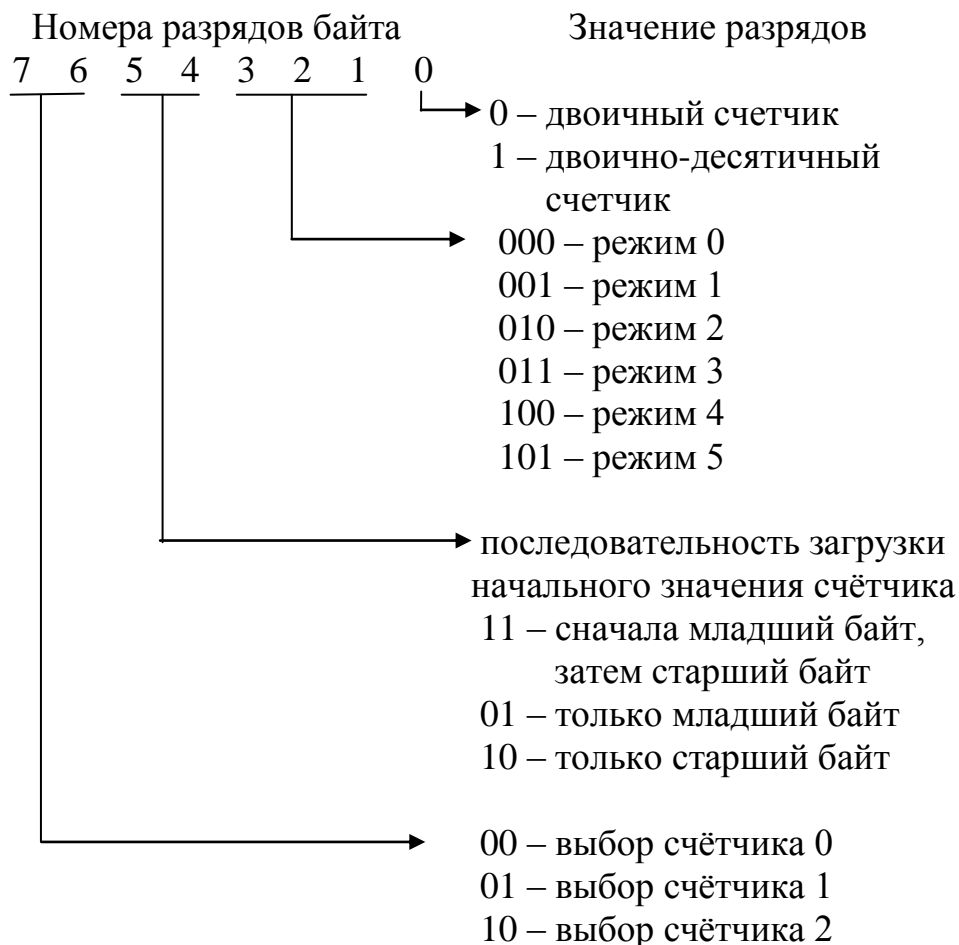 Номера разрядов байта Значение разрядов
7 6 5 4 3 2 1 0
0 – двоичный счетчик
1 – двоично-десятичный
счетчик
000 – режим 0
001 – режим 1
010 – режим 2
011 – режим 3
100 – режим 4
101 – режим 5
последовательность загрузки
начального значения счётчика
11 – сначала младший байт,
затем старший байт
01 – только младший байт
10 – только старший байт
00 – выбор счётчика 0
01 – выбор счётчика 1
10 – выбор счётчика 2